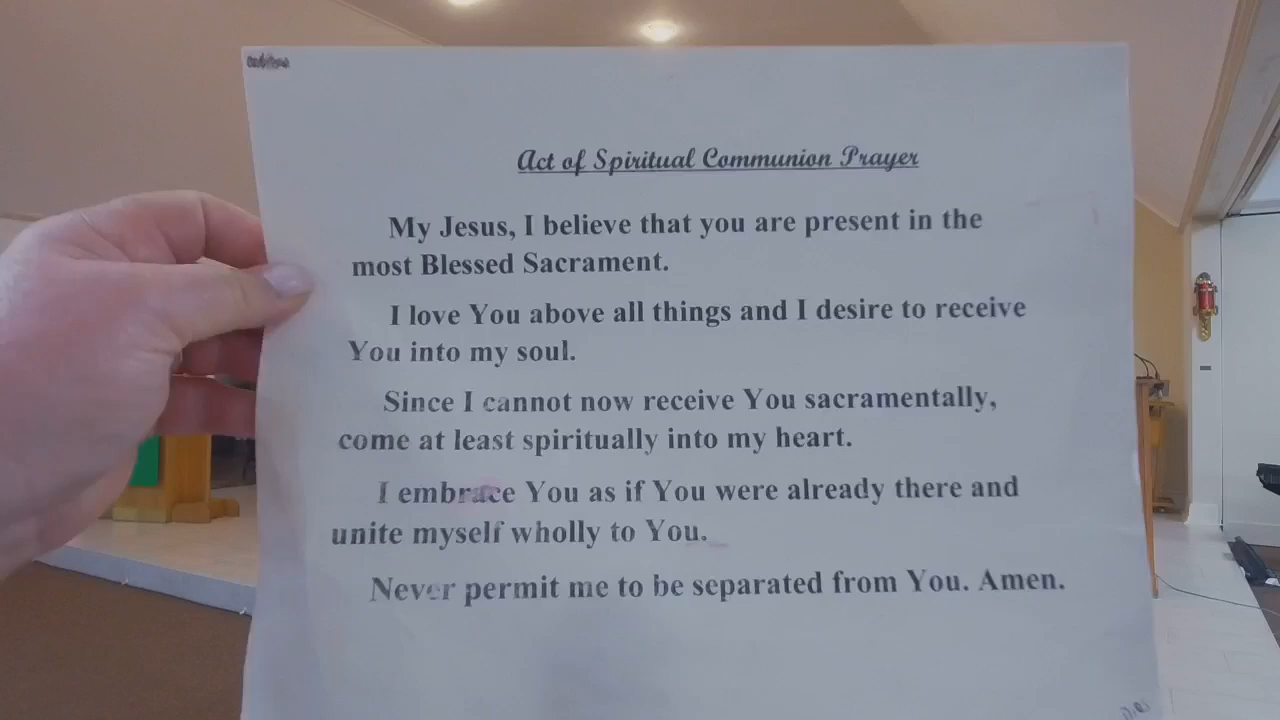 Act of Spiritual Communion Prayer
My Jesus, I believe that you are present in the
most Blessed Sacrament.
I love You above all things and I desire to receive
You into my soul.
Since I cannot now receive You sacramentally,
come at least spiritually into my heart.
I embrace You as if You were already there and
unite myself wholly to You.
Never permit me to be separated from You. Amen.